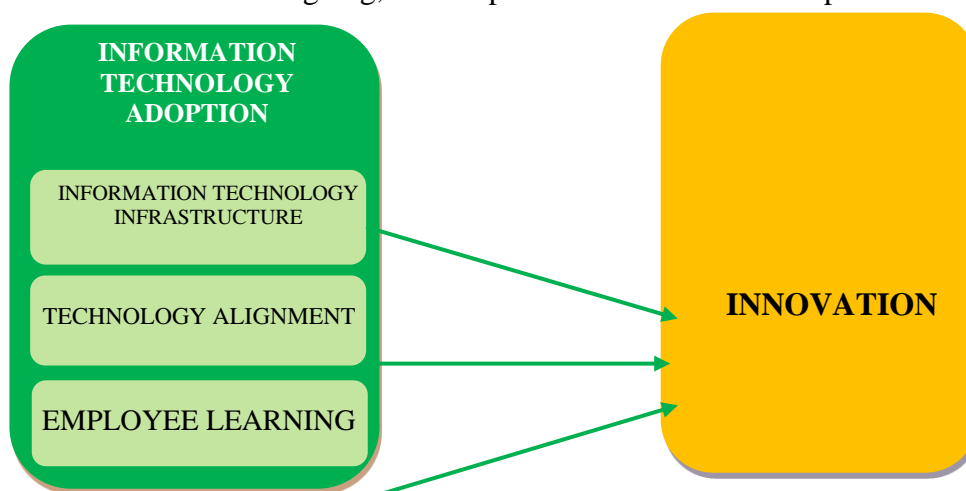 INFORMATION
TECHNOLOGY
ADOPTION
INFORMATION TECHNOLOGY
INFRASTRUCTURE
TECHNOLOGY ALIGNMENT
EMPLOYEE LEARNING
INNOVATION